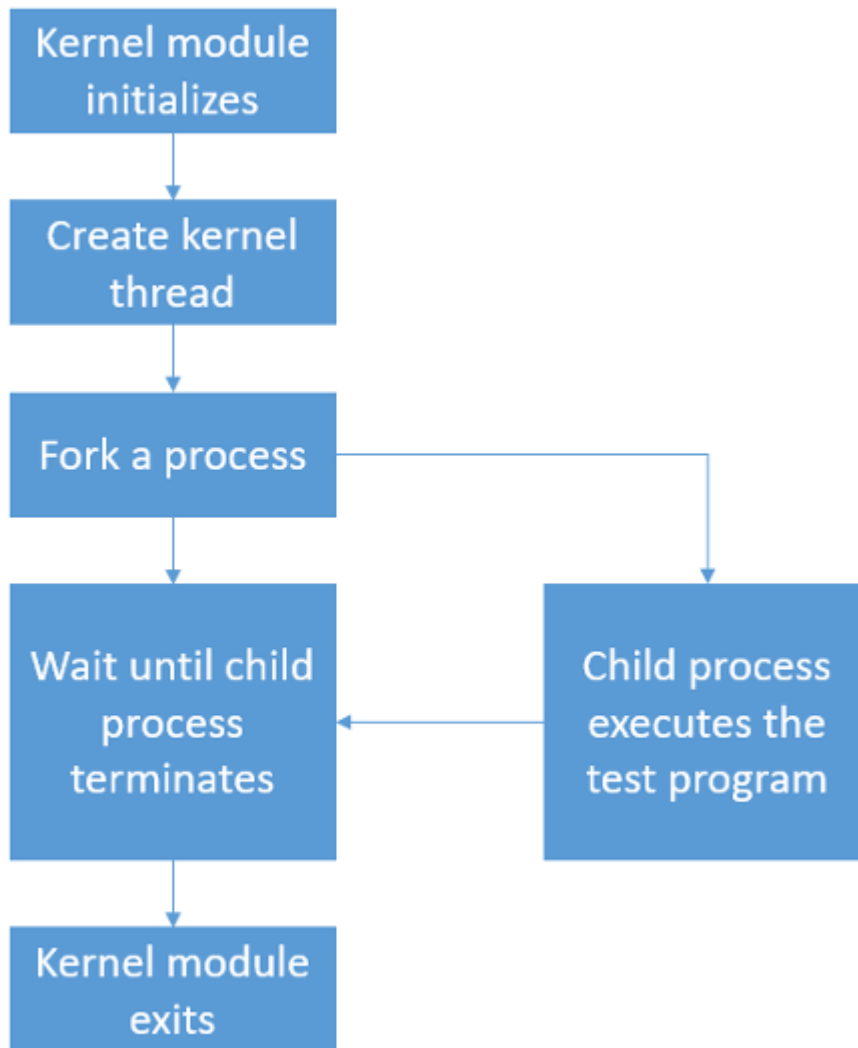 Kernel module
initializes
Create kernel
thread
Fork a process
Wait until child
process
terminates
Child process
executes the
test program
Kernel module
exits